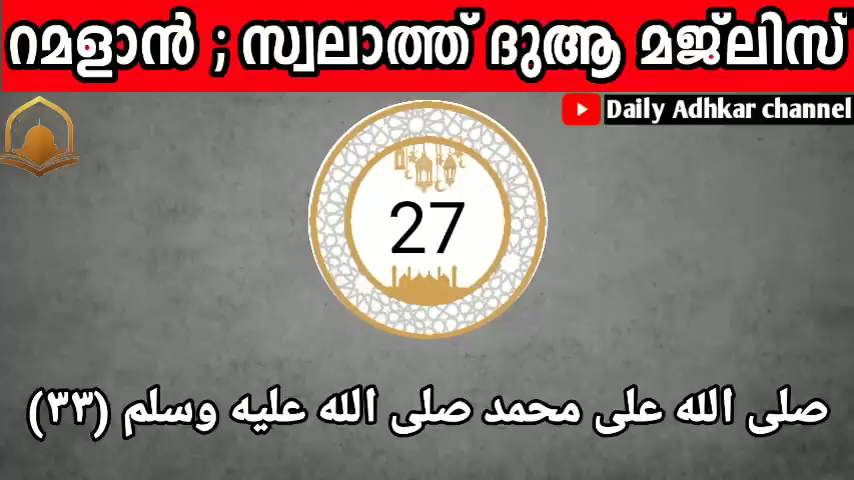 റമളാൻ ; സ്വലാത്ത് ദുആ മജ്ലിസ്
Daily Adhkar channel
27
صلى الله على محمد صلى الله عليه وسلم (٣٣)